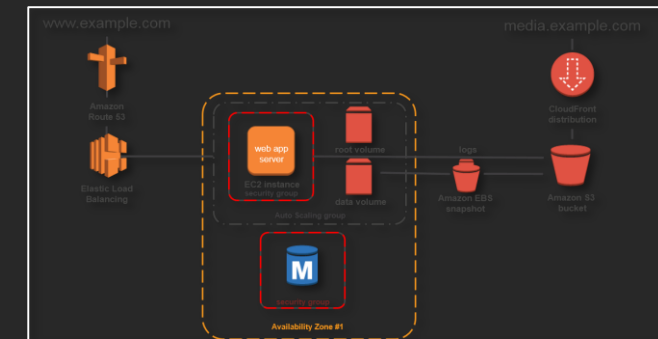 www.example.com
media.example.com
Amazon
Route 53
CloudFront
distribution
web app
server
root volume
logs
Elastic Load
Balancing
EC2 instance
security group
data volume
Amazon EBS
snapshot
Amazon S3
bucket
Auto Scaling group
M
security group
Availability Zone #1